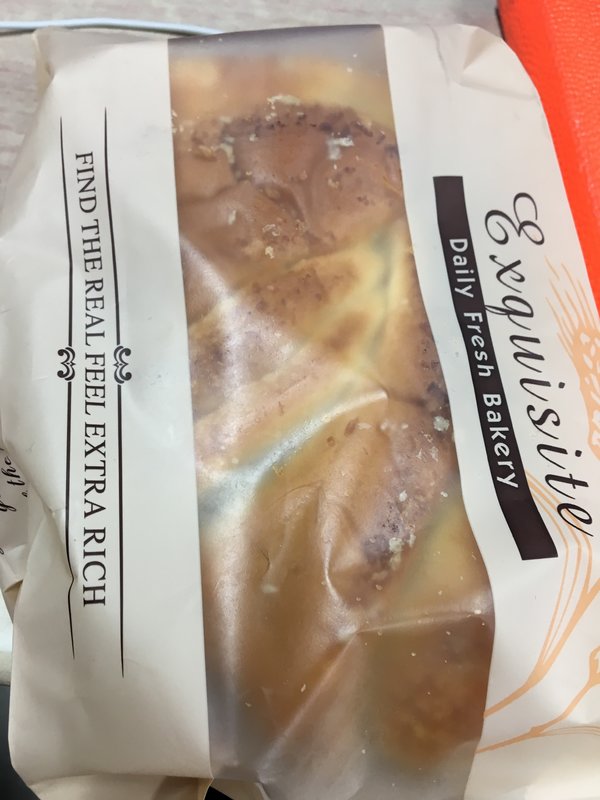 Exquisite
Daily Fresh Bakery
FIND THE REAL FEEL EXTRA RICH